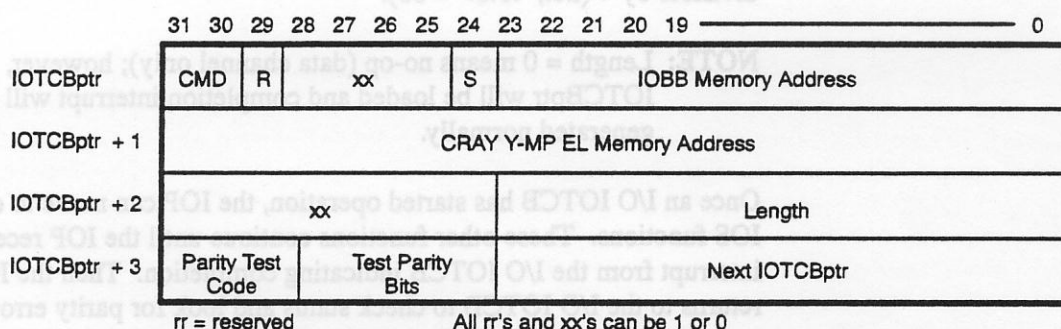 31 30 29 28 27 26 25 24 23 22 21 20 19 0
IOTCBptr CMD R xx S IOBB Memory Address
IOTCBptr + 1 CRAY Y-MP EL Memory Address
IOTCBptr + 2 xx Length
IOTCBptr + 3 Parity Test Code Test Parity Bits Next IOTCBptr
rr = reserved All rr's and xx's can be 1 or 0